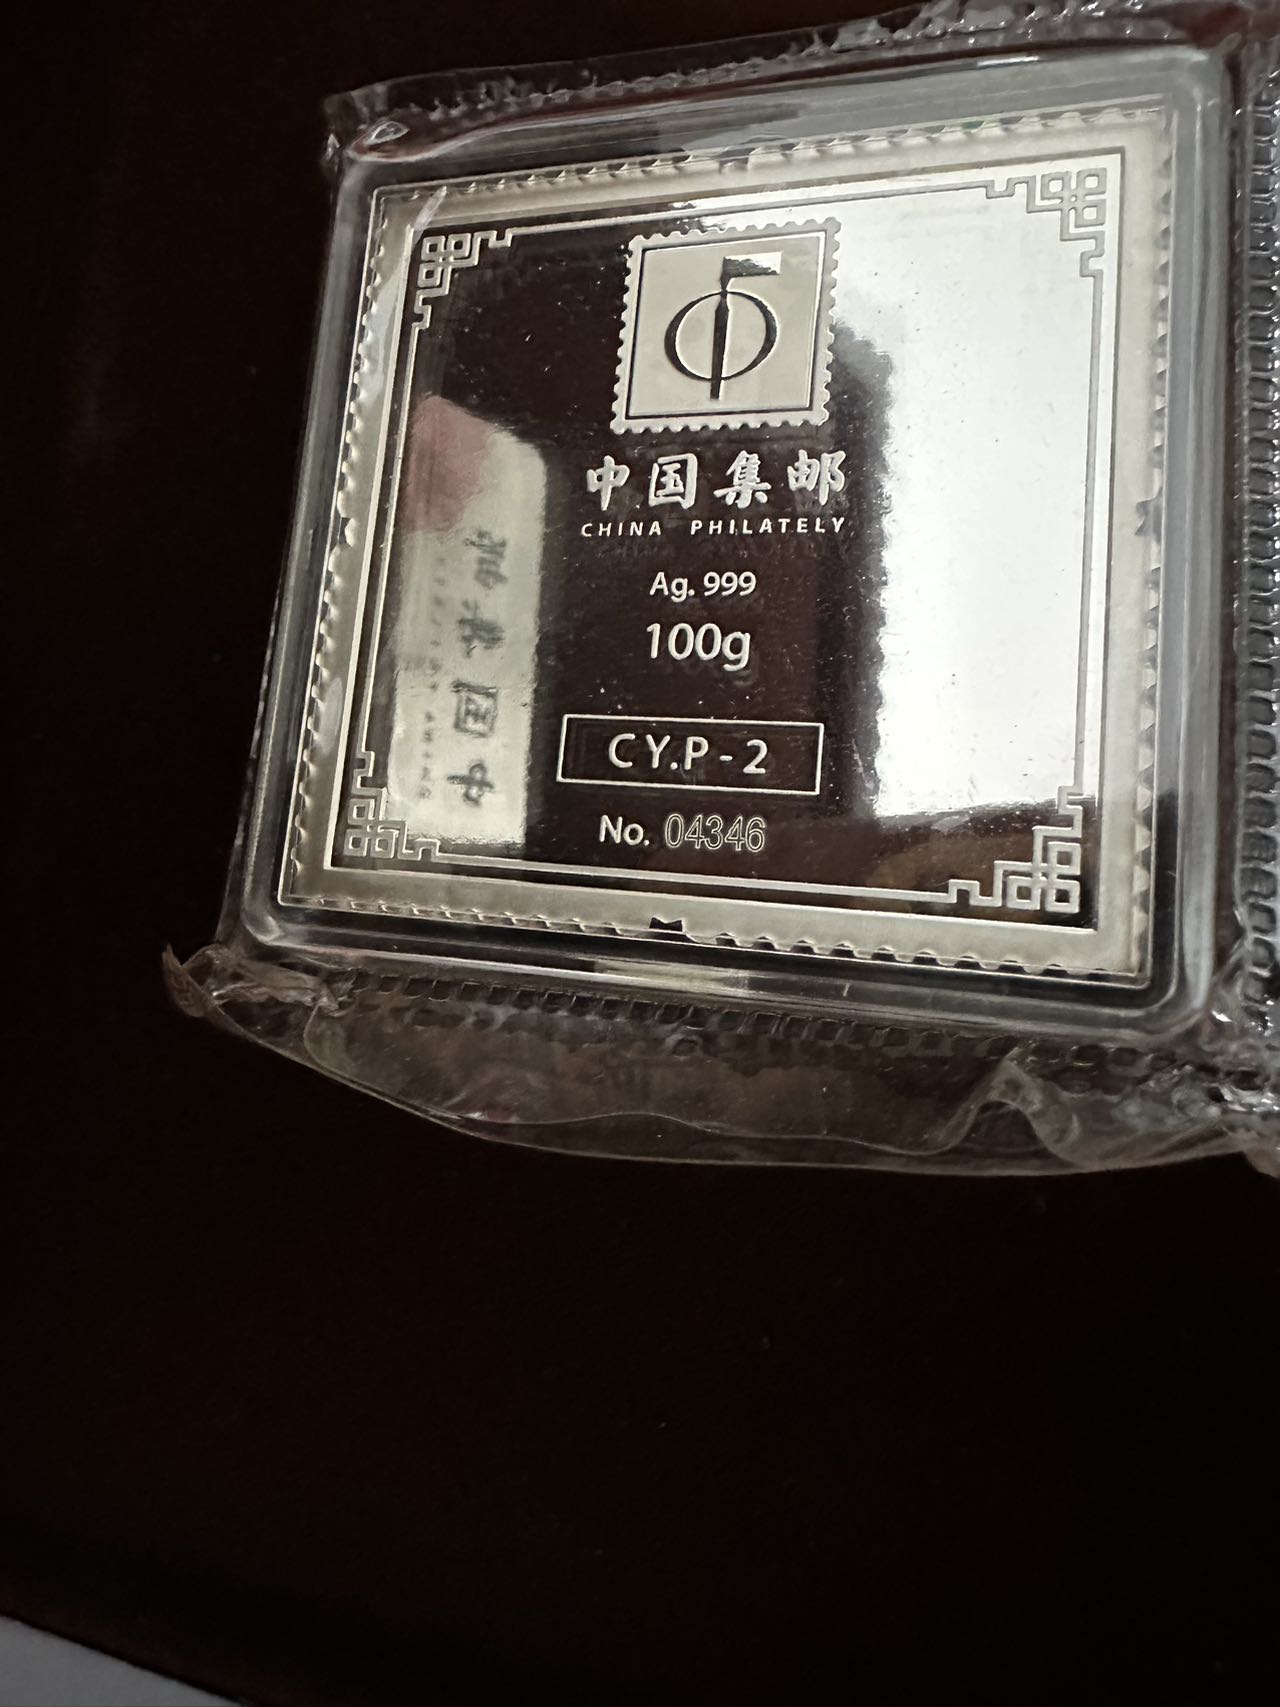 中国集邮
CHINA PHILATELY
Ag. 999
100g
CY.P-2
No. 04346